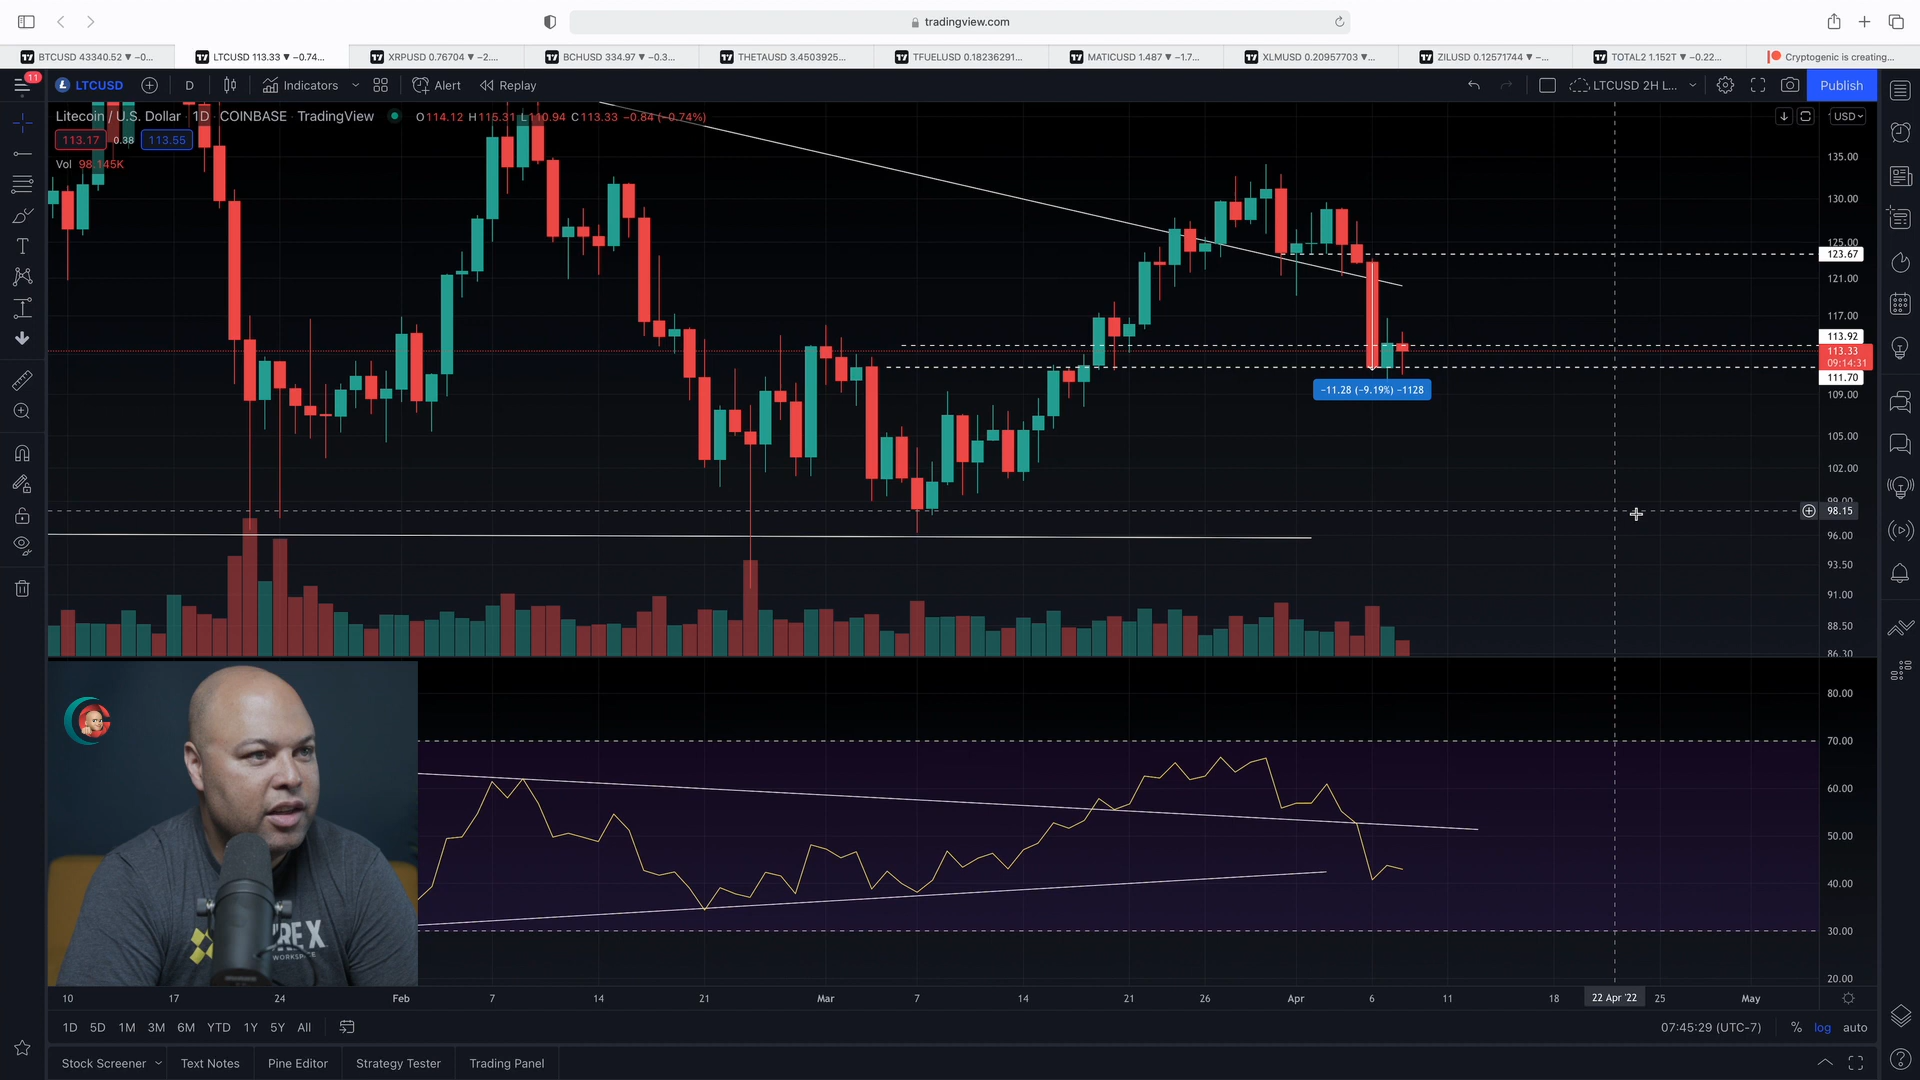 tradingview.com
BTCUSD 43340.52 ▼ −0...
LTCUSD 113.33 ▼ −0.74...
XRPUSD 0.76704 ▼ −2....
BCHUSD 334.97 ▼ −0.3...
THETAUSD 3.4503925...
TFUELUSD 0.18236291...
MATICUSD 1.487 ▼ −1.7...
XLMUSD 0.20957703 ▼...
ZILUSD 0.12571744 ▼ −...
TOTAL2 1.152T ▼ −0.22...
Cryptogenic is creating...
11
LTCUSD
D
Indicators
Alert
Replay
LTCUSD 2H L...
Publish
Litecoin / U.S. Dollar 1D COINBASE TradingView
O114.12 H115.31 L110.94 C113.33 −0.84 (−0.74%)
USD
113.17 0.38 113.55
Vol 98.145K
135.00
130.00
125.00
123.67
121.00
117.00
113.92
113.33
09:14:31
111.70
109.00
105.00
102.00
99.00
98.15
96.00
93.50
91.00
88.50
86.30
−11.28 (−9.19%) −1128
80.00
70.00
60.00
50.00
40.00
30.00
20.00
RE X
WORKSPACE
10 17 24 Feb 7 14 21 Mar 7 14 21 26 Apr 6 11 18 22 Apr '22 25 May
1D 5D 1M 3M 6M YTD 1Y 5Y All
07:45:29 (UTC-7) % log auto
Stock Screener Text Notes Pine Editor Strategy Tester Trading Panel